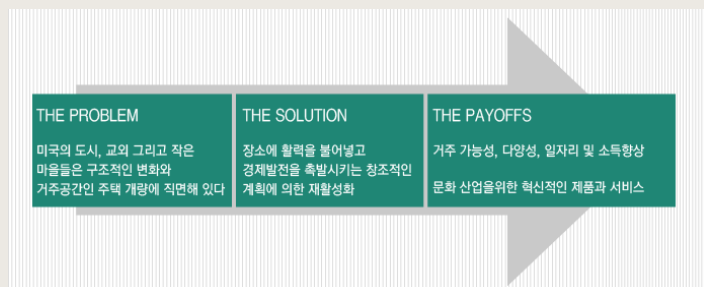 THE PROBLEM
미국의 도시, 교외 그리고 작은
마을들은 구조적인 변화와
거주공간인 주택 개량에 직면해 있다
THE SOLUTION
장소에 활력을 불어넣고
경제발전을 촉발시키는 창조적인
계획에 의한 재활성화
THE PAYOFFS
거주 가능성, 다양성, 일자리 및 소득향상
문화 산업을위한 혁신적인 제품과 서비스